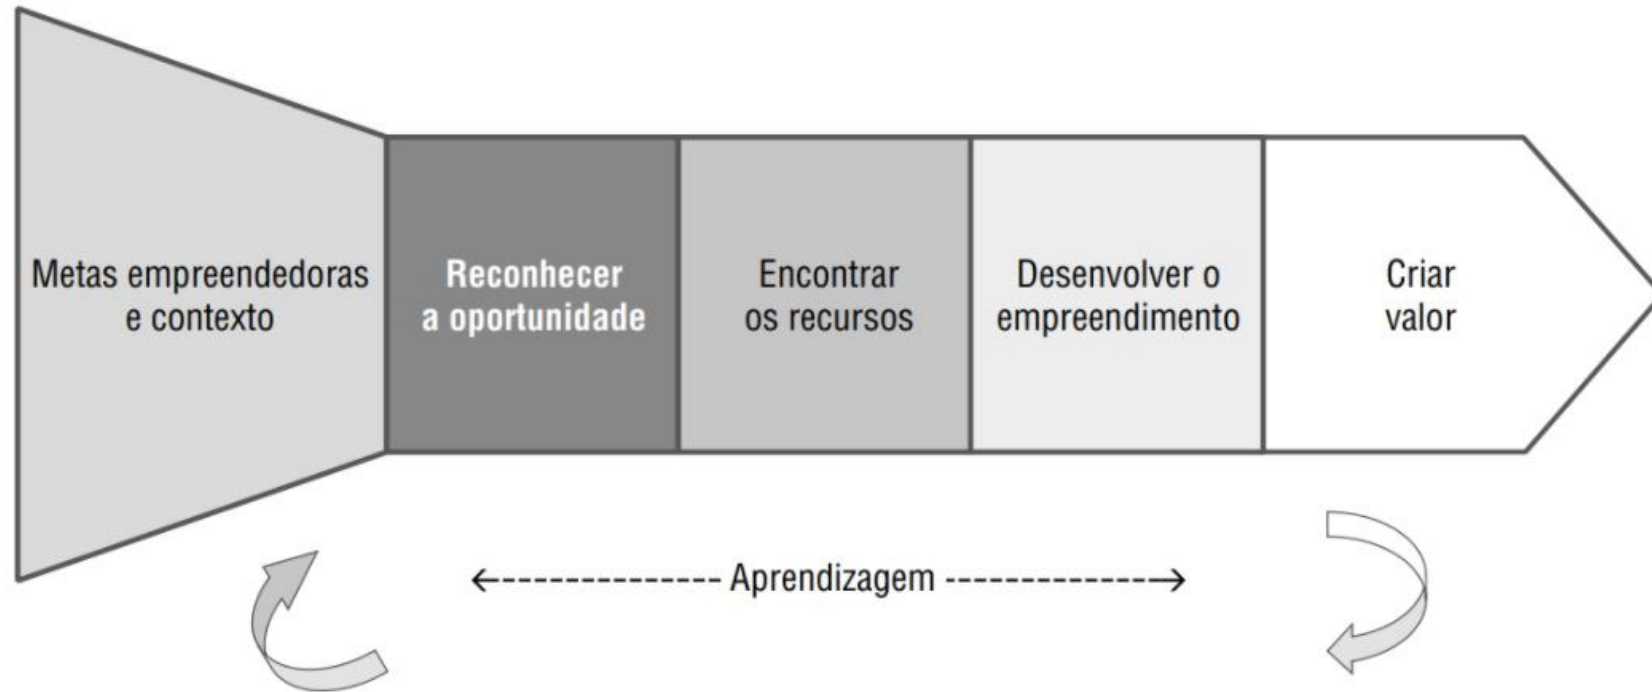 Metas empreendedoras
e contexto
Reconhecer
a oportunidade
Encontrar
os recursos
Desenvolver o
empreendimento
Criar
valor
Aprendizagem